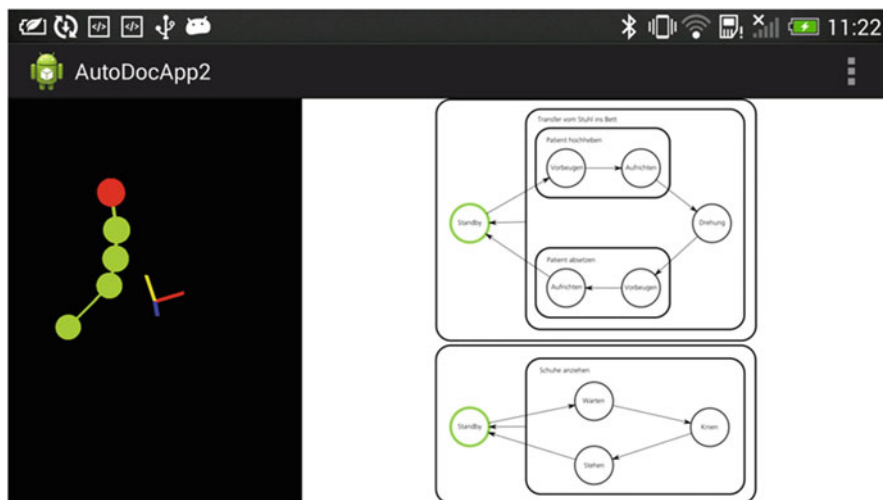 11:22
AutoDocApp2
Transfer vom Stuhl ins Bett
Patient hochheben
Vorbeugen
Aufrichten
Standby
Drehung
Patient absetzen
Aufrichten
Vorbeugen
Schuhe anziehen
Warten
Standby
Knien
Stehen